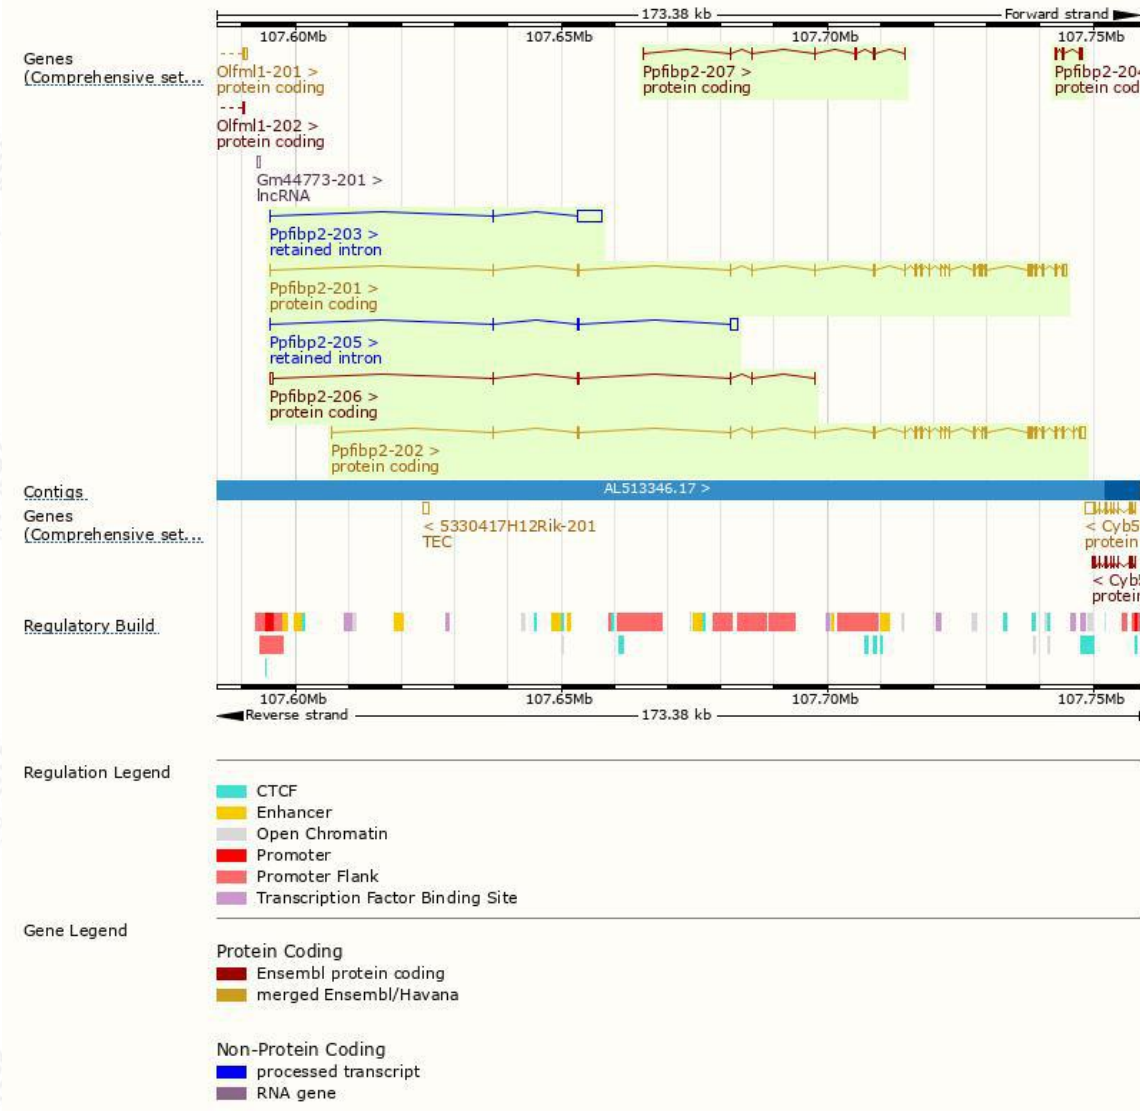 173.38 kb Forward strand
107.60Mb 107.65Mb 107.70Mb 107.75Mb
Genes
(Comprehensive set...
Olfml1-201 >
protein coding
Ppfibp2-207 >
protein coding
Ppfibp2-204
protein cod
Olfml1-202 >
protein coding
Gm44773-201 >
lncRNA
Ppfibp2-203 >
retained intron
Ppfibp2-201 >
protein coding
Ppfibp2-205 >
retained intron
Ppfibp2-206 >
protein coding
Ppfibp2-202 >
protein coding
Contigs
AL513346.17 >
Genes
(Comprehensive set...
< 5330417H12Rik-201
TEC
< Cyb5
protein
< Cyb5
protein
Regulatory Build
107.60Mb 107.65Mb 107.70Mb 107.75Mb
Reverse strand 173.38 kb
Regulation Legend
CTCF
Enhancer
Open Chromatin
Promoter
Promoter Flank
Transcription Factor Binding Site
Gene Legend
Protein Coding
Ensembl protein coding
merged Ensembl/Havana
Non-Protein Coding
processed transcript
RNA gene